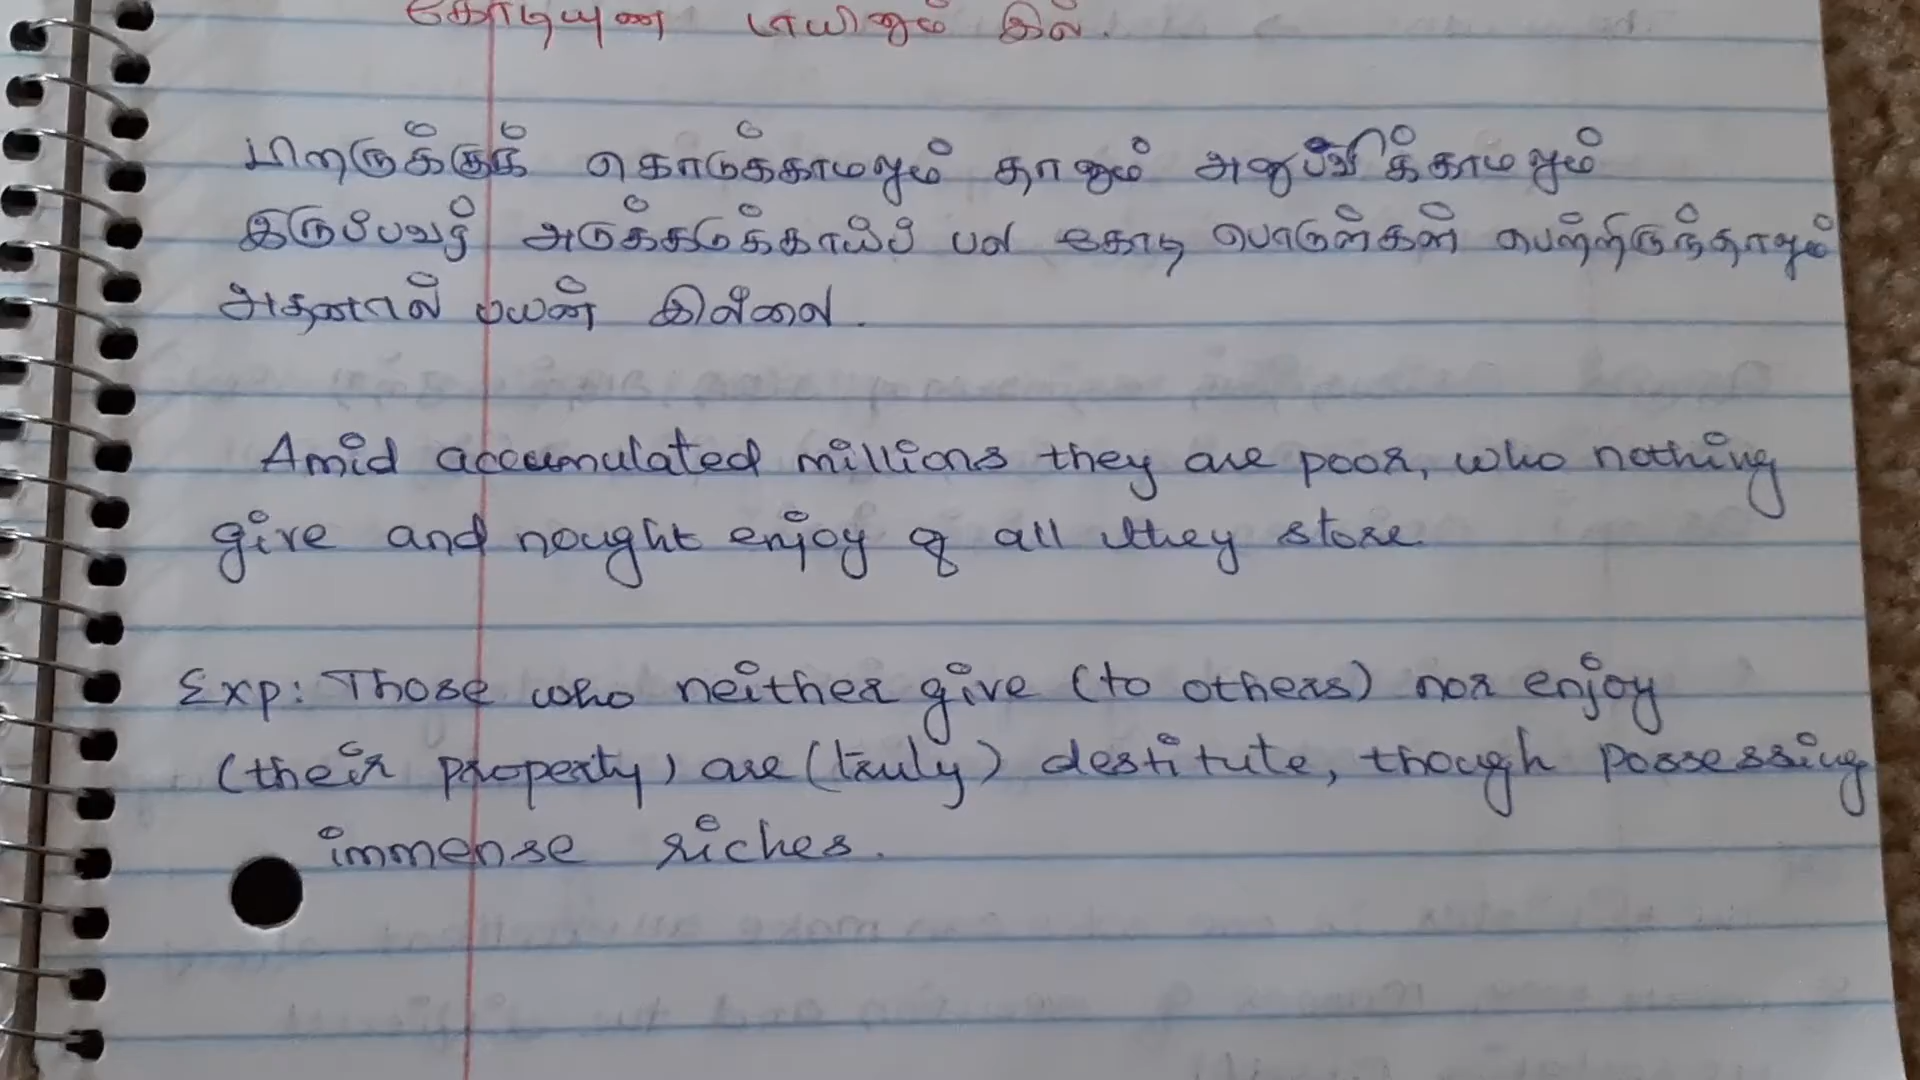 கோடியுண டாயினும் இல்.
பிறருக்குக் கொடுக்காமலும் தானும் அனுபவிக்காமலும்
இருப்பவர் அடுக்கடுக்காய்ப் பல கோடி பொருள்கள் பெற்றிருந்தாலும்
அதனால் பயன் இல்லை.
Amid accumulated millions they are poor, who nothing
give and nought enjoy of all they store
Exp: Those who neither give (to others) nor enjoy
(their property) are (truly) destitute, though possessing
immense riches.